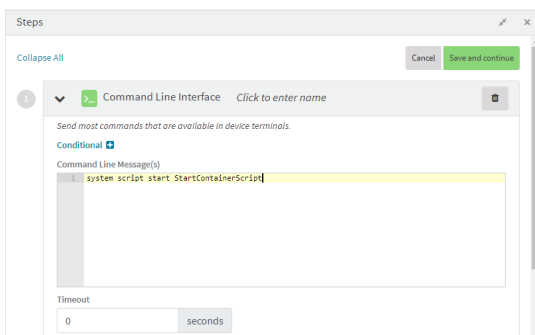 Steps
Collapse All
Cancel
Save and continue
1
Command Line Interface Click to enter name
Send most commands that are available in device terminals.
Conditional
Command Line Message(s)
1 system script start StartContainerScript
Timeout
0 seconds